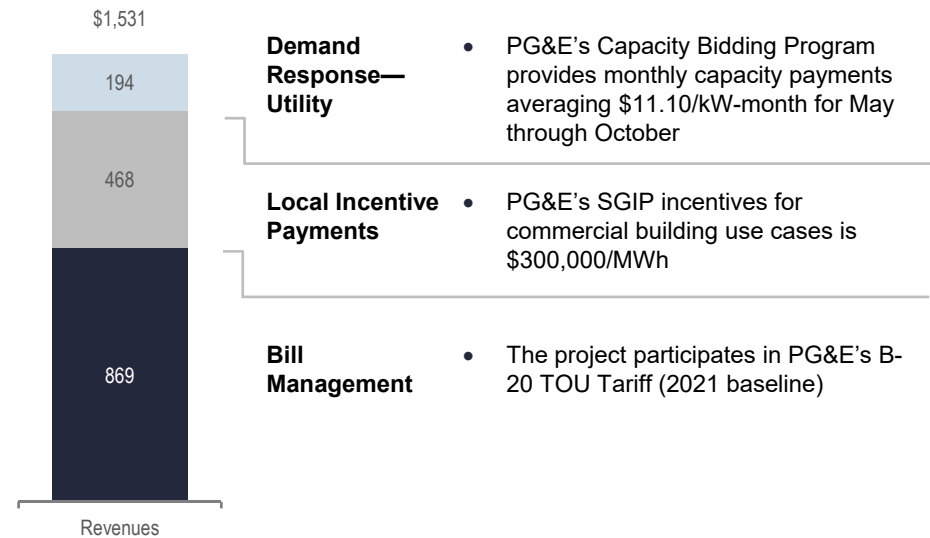 $1,531
194
468
869
Revenues
Demand
Response—
Utility
• PG&E’s Capacity Bidding Program
provides monthly capacity payments
averaging $11.10/kW-month for May
through October
Local Incentive
Payments
• PG&E’s SGIP incentives for
commercial building use cases is
$300,000/MWh
Bill
Management
• The project participates in PG&E’s B-
20 TOU Tariff (2021 baseline)